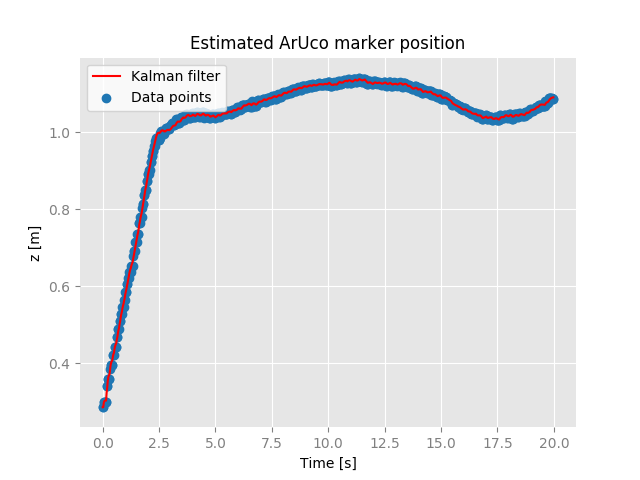 Estimated ArUco marker position
Kalman filter
Data points
z [m]
1.0
0.8
0.6
0.4
0.0 2.5 5.0 7.5 10.0 12.5 15.0 17.5 20.0
Time [s]